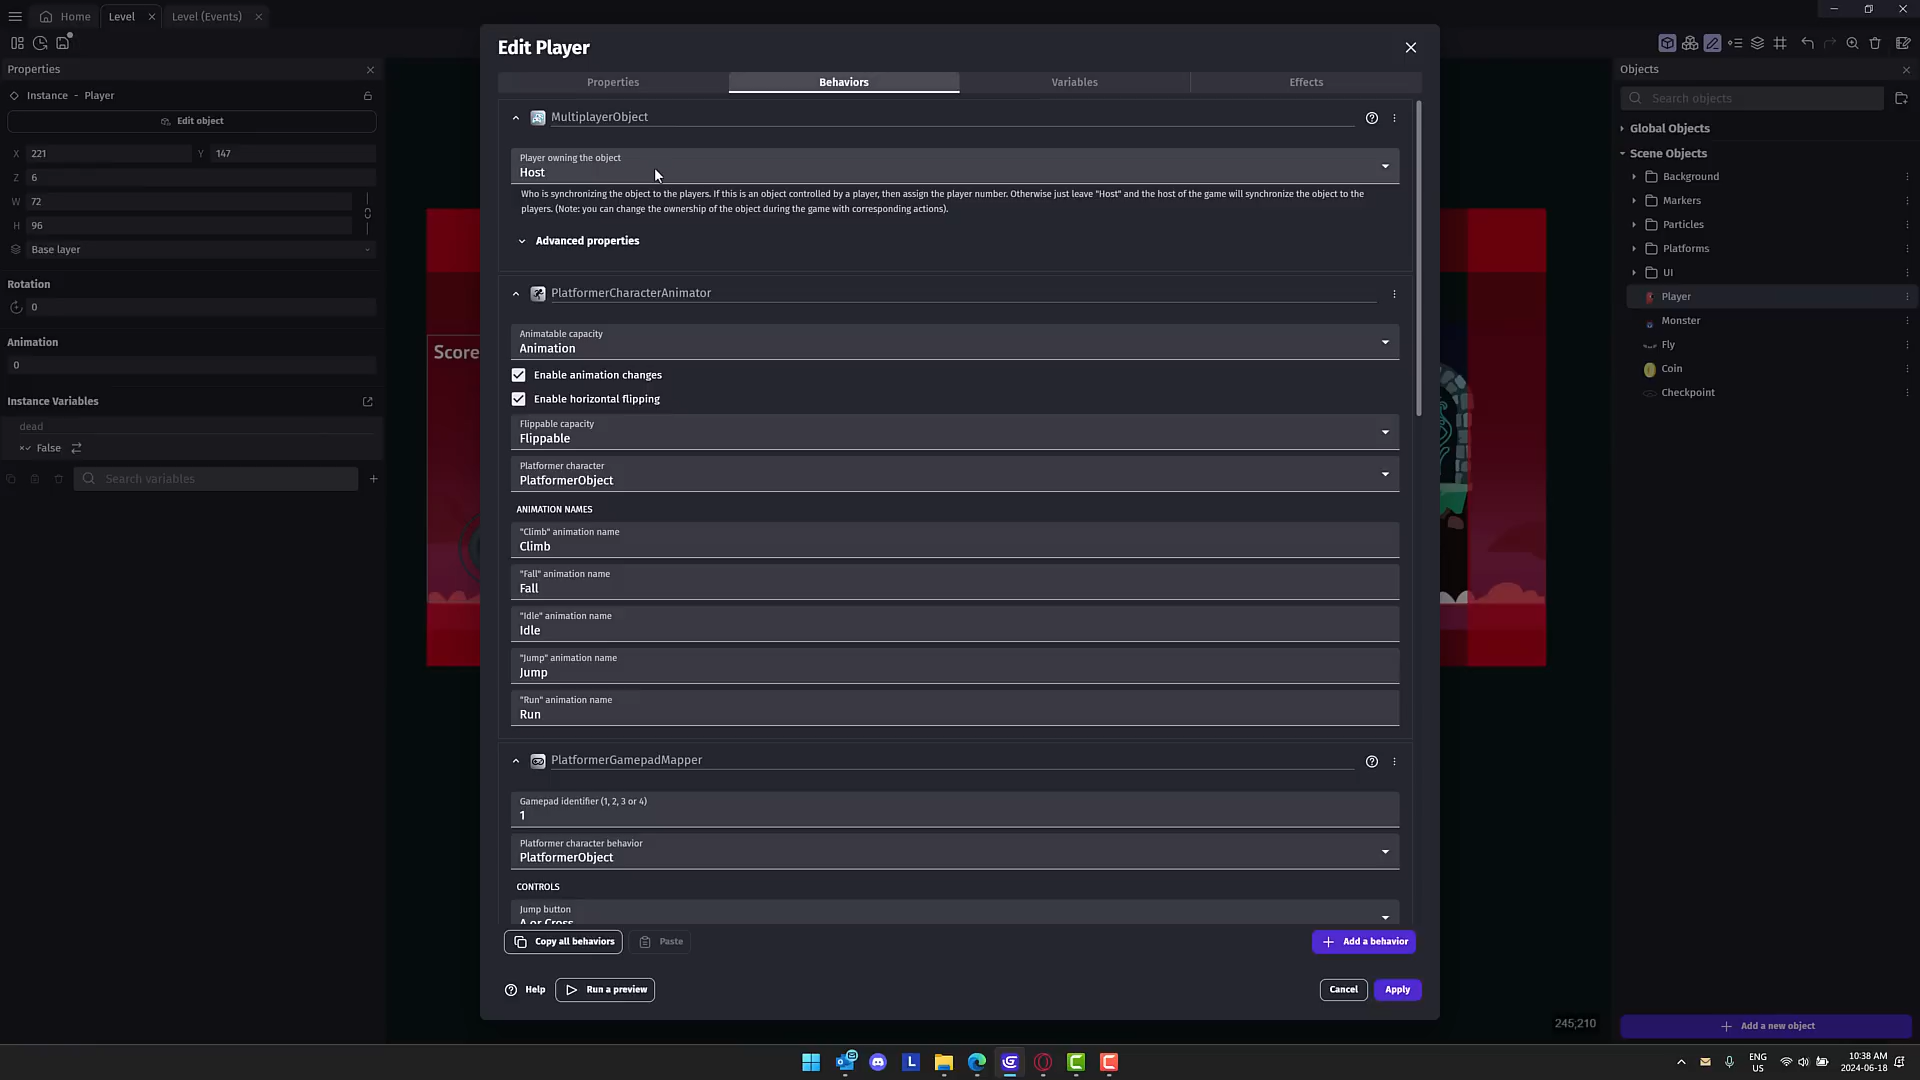 Home
Level
Level (Events)
Properties
Instance - Player
Edit object
X 221
Y 147
Z 6
W 72
H 96
Base layer
Rotation
0
Animation
0
Instance Variables
dead
False
Search variables
Score
Edit Player
Properties
Behaviors
Variables
Effects
MultiplayerObject
Player owning the object
Host
Who is synchronizing the object to the players. If this is an object controlled by a player, then assign the player number. Otherwise just leave "Host" and the host of the game will synchronize the object to the
players. (Note: you can change the ownership of the object during the game with corresponding actions).
Advanced properties
PlatformerCharacterAnimator
Animatable capacity
Animation
Enable animation changes
Enable horizontal flipping
Flippable capacity
Flippable
Platformer character
PlatformerObject
ANIMATION NAMES
"Climb" animation name
Climb
"Fall" animation name
Fall
"Idle" animation name
Idle
"Jump" animation name
Jump
"Run" animation name
Run
PlatformerGamepadMapper
Gamepad identifier (1, 2, 3 or 4)
1
Platformer character behavior
PlatformerObject
CONTROLS
Jump button
A or Cross
Copy all behaviors
Paste
Add a behavior
Help
Run a preview
Cancel
Apply
Objects
Search objects
Global Objects
Scene Objects
Background
Markers
Particles
Platforms
UI
Player
Monster
Fly
Coin
Checkpoint
245;210
Add a new object
L
ENG
US
10:38 AM
2024-06-18